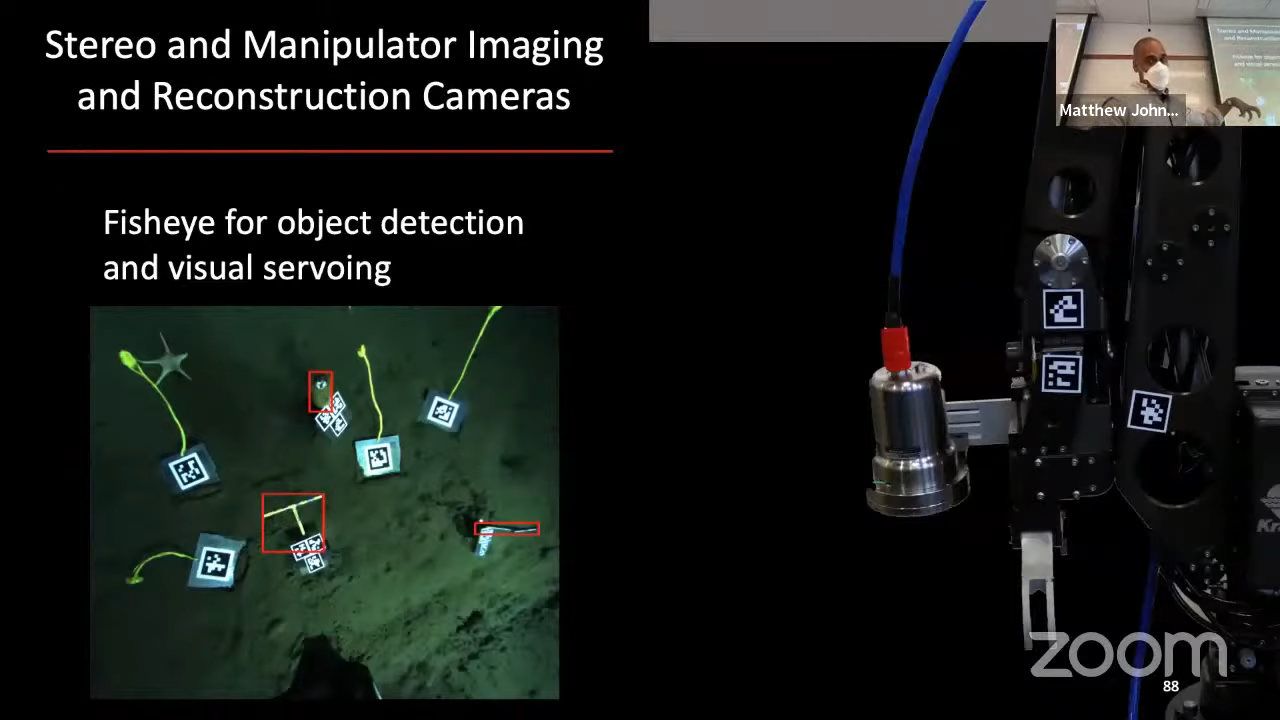 Stereo and Manipulator Imaging
and Reconstruction Cameras
Fisheye for object detection
and visual servoing
Matthew John...
zoom
88